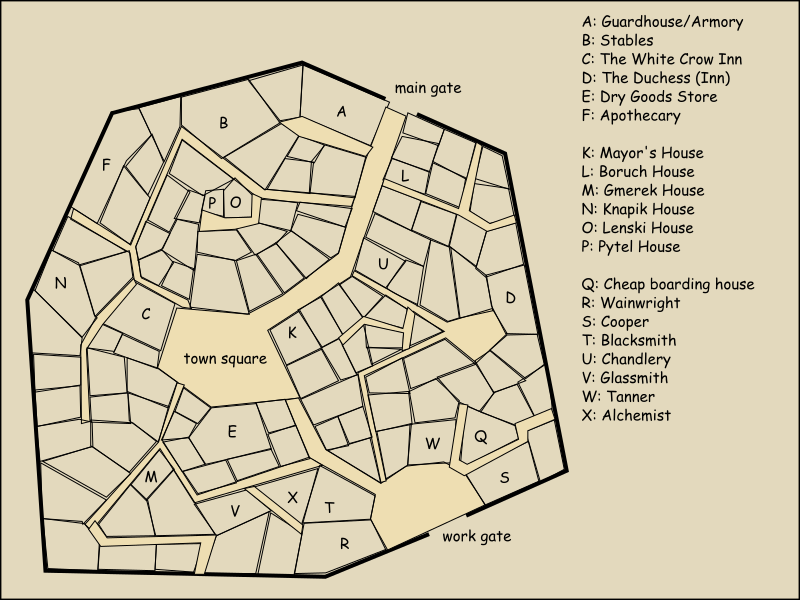 main gate
A
B
F
L
P O
U
N
D
C
K
town square
E
W
Q
M
S
X
V
T
R
work gate
A: Guardhouse/Armory
B: Stables
C: The White Crow Inn
D: The Duchess (Inn)
E: Dry Goods Store
F: Apothecary
K: Mayor's House
L: Boruch House
M: Gmerek House
N: Knapik House
O: Lenski House
P: Pytel House
Q: Cheap boarding house
R: Wainwright
S: Cooper
T: Blacksmith
U: Chandlery
V: Glassmith
W: Tanner
X: Alchemist